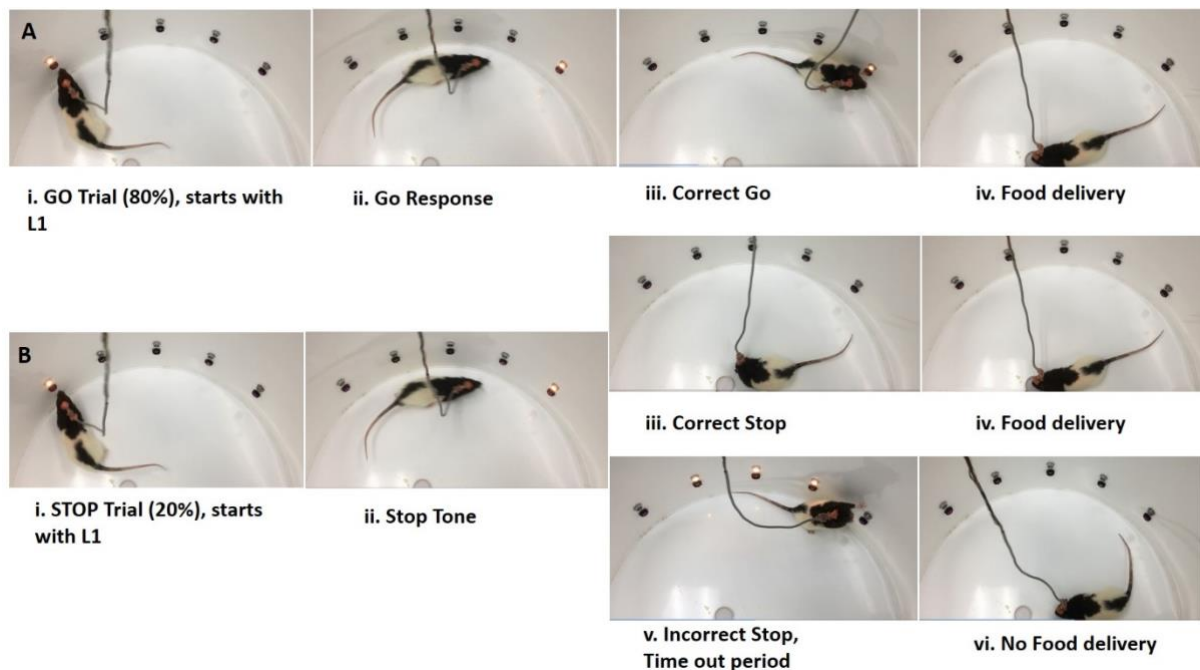 A
i. GO Trial (80%), starts with
L1
ii. Go Response
iii. Correct Go
iv. Food delivery
B
i. STOP Trial (20%), starts
with L1
ii. Stop Tone
iii. Correct Stop
iv. Food delivery
v. Incorrect Stop,
Time out period
vi. No Food delivery